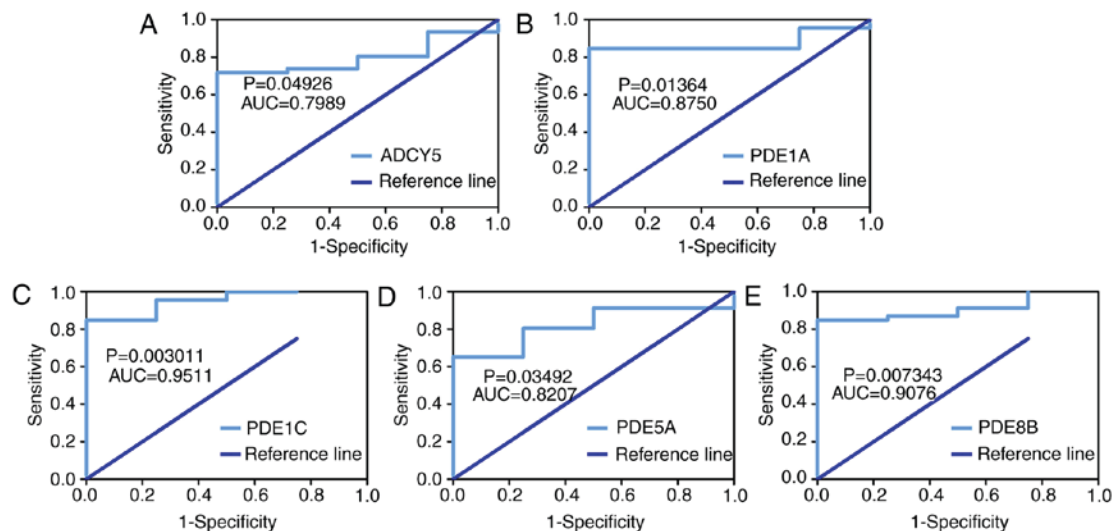 A
Sensitivity
1.0
0.8
0.6
0.4
0.2
0.0
P=0.04926
AUC=0.7989
ADCY5
Reference line
0.0 0.2 0.4 0.6 0.8 1.0
1-Specificity
B
Sensitivity
1.0
0.8
0.6
0.4
0.2
0.0
P=0.01364
AUC=0.8750
PDE1A
Reference line
0.0 0.2 0.4 0.6 0.8 1.0
1-Specificity
C
Sensitivity
1.0
0.8
0.6
0.4
0.2
0.0
P=0.003011
AUC=0.9511
PDE1C
Reference line
0.0 0.2 0.4 0.6 0.8 1.0
1-Specificity
D
Sensitivity
1.0
0.8
0.6
0.4
0.2
0.0
P=0.03492
AUC=0.8207
PDE5A
Reference line
0.0 0.2 0.4 0.6 0.8 1.0
1-Specificity
E
Sensitivity
1.0
0.8
0.6
0.4
0.2
0.0
P=0.007343
AUC=0.9076
PDE8B
Reference line
0.0 0.2 0.4 0.6 0.8 1.0
1-Specificity